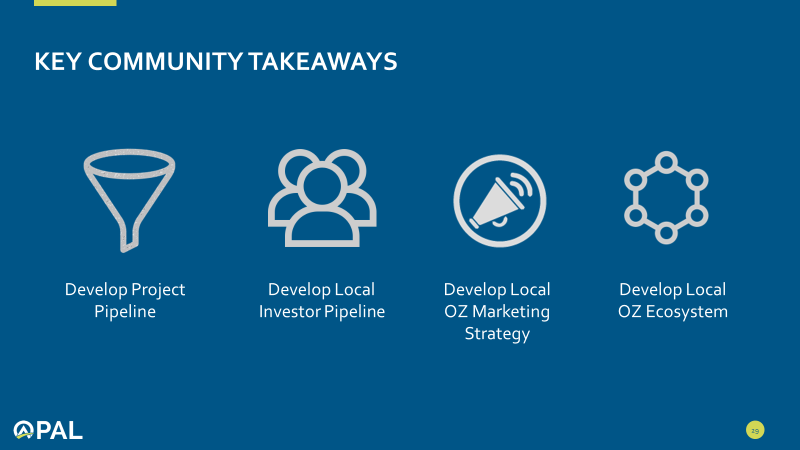 KEY COMMUNITY TAKEAWAYS
Develop Project
Pipeline
Develop Local
Investor Pipeline
Develop Local
OZ Marketing
Strategy
Develop Local
OZ Ecosystem
OPAL
29